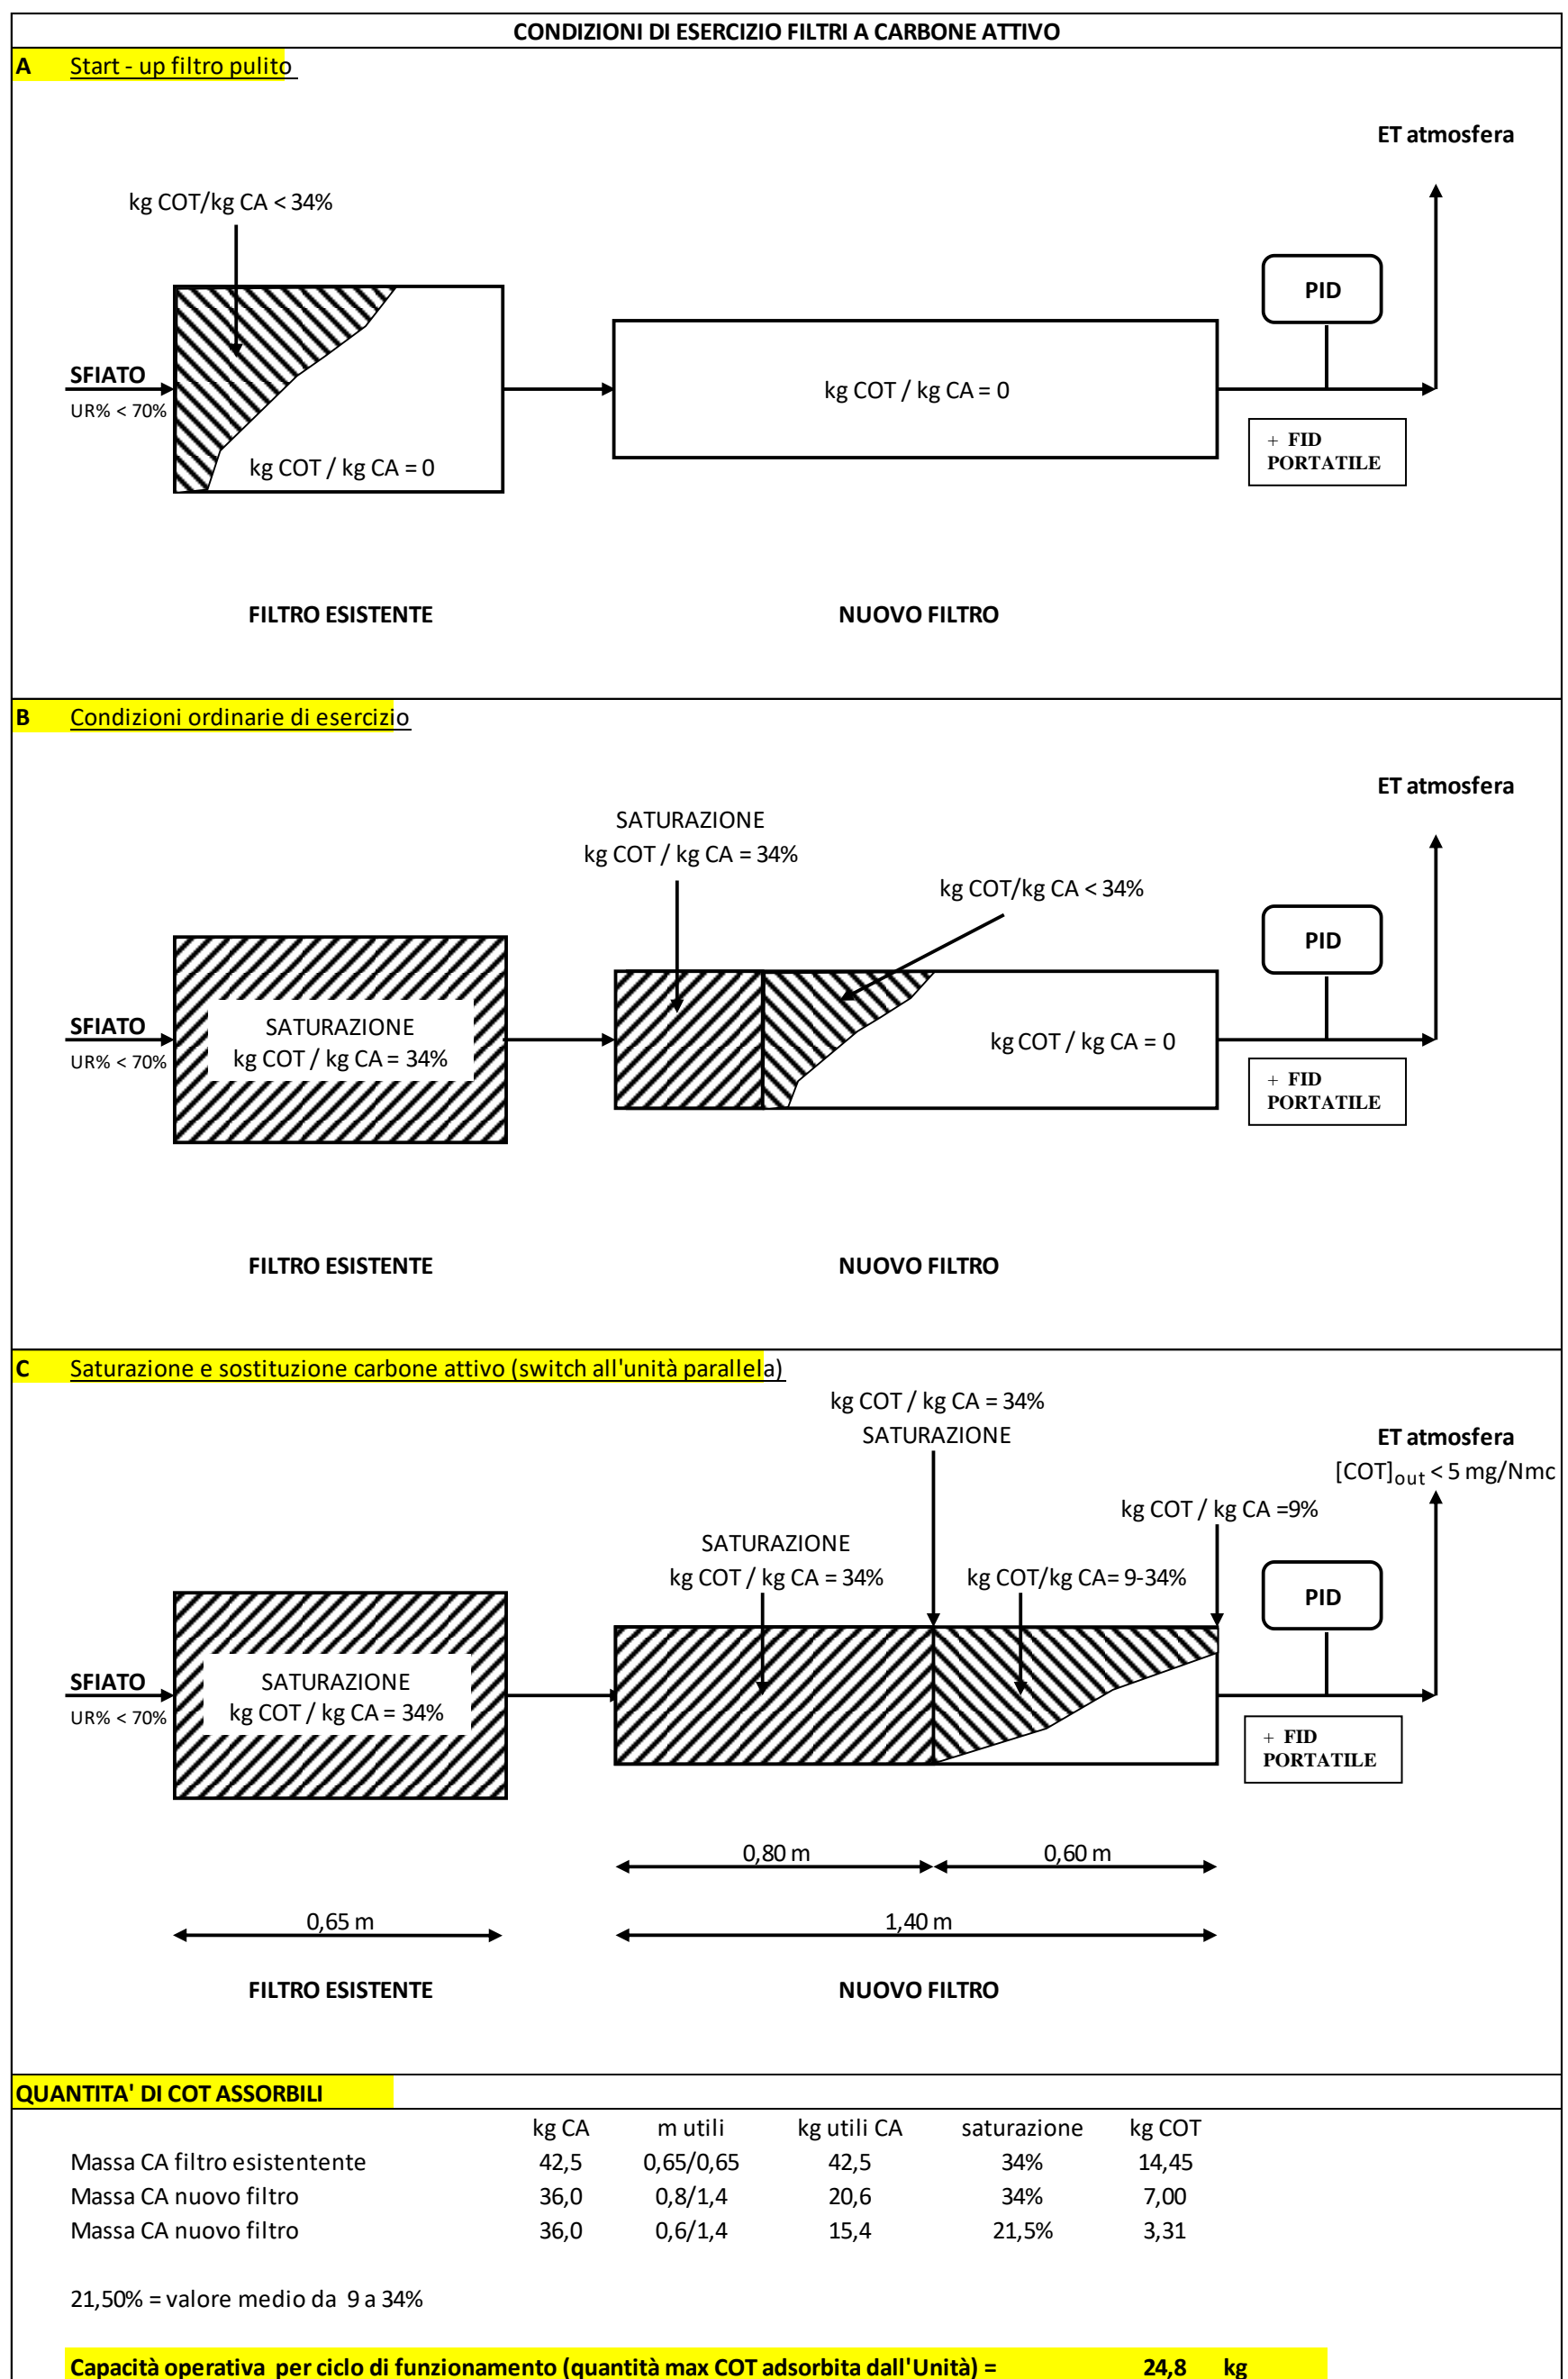 CONDIZIONI DI ESERCIZIO FILTRI A CARBONE ATTIVO
A Start - up filtro pulito
ET atmosfera
kg COT/kg CA < 34%
PID
SFIATO
UR% < 70%
kg COT / kg CA = 0
kg COT / kg CA = 0
+ FID
PORTATILE
FILTRO ESISTENTE NUOVO FILTRO
B Condizioni ordinarie di esercizio
ET atmosfera
SATURAZIONE
kg COT / kg CA = 34%
kg COT/kg CA < 34%
PID
SFIATO
UR% < 70%
SATURAZIONE
kg COT / kg CA = 34%
kg COT / kg CA = 0
+ FID
PORTATILE
FILTRO ESISTENTE NUOVO FILTRO
C Saturazione e sostituzione carbone attivo (switch all'unità parallela)
kg COT / kg CA = 34%
SATURAZIONE
ET atmosfera
[COT]out < 5 mg/Nmc
kg COT / kg CA =9%
SATURAZIONE
kg COT / kg CA = 34%
kg COT/kg CA= 9-34%
PID
SFIATO
UR% < 70%
SATURAZIONE
kg COT / kg CA = 34%
+ FID
PORTATILE
0,80 m 0,60 m
0,65 m 1,40 m
FILTRO ESISTENTE NUOVO FILTRO
QUANTITA' DI COT ASSORBILI
kg CA m utili kg utili CA saturazione kg COT
Massa CA filtro esistentente 42,5 0,65/0,65 42,5 34% 14,45
Massa CA nuovo filtro 36,0 0,8/1,4 20,6 34% 7,00
Massa CA nuovo filtro 36,0 0,6/1,4 15,4 21,5% 3,31
21,50% = valore medio da 9 a 34%
Capacità operativa per ciclo di funzionamento (quantità max COT adsorbita dall'Unità) = 24,8 kg